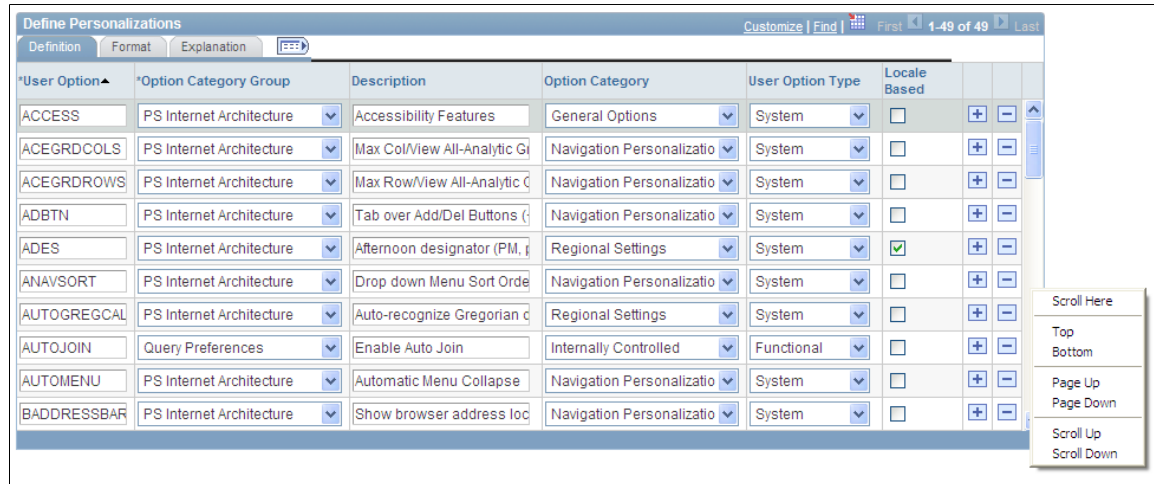 Define Personalizations Customize | Find | First 1-49 of 49 Last
Definition Format Explanation
*User Option *Option Category Group Description Option Category User Option Type Locale Based
ACCESS PS Internet Architecture Accessibility Features General Options System
ACEGRDCOLS PS Internet Architecture Max Col/View All-Analytic Gr Navigation Personalizatio System
ACEGRDROWS PS Internet Architecture Max Row/View All-Analytic G Navigation Personalizatio System
ADBTN PS Internet Architecture Tab over Add/Del Buttons ( Navigation Personalizatio System
ADES PS Internet Architecture Afternoon designator (PM, p Regional Settings System
ANAVSORT PS Internet Architecture Drop down Menu Sort Orde Navigation Personalizatio System
AUTOGREGCAL PS Internet Architecture Auto-recognize Gregorian c Regional Settings System
AUTOJOIN Query Preferences Enable Auto Join Internally Controlled Functional
AUTOMENU PS Internet Architecture Automatic Menu Collapse Navigation Personalizatio System
BADDRESSBAR PS Internet Architecture Show browser address loc Navigation Personalizatio System
Scroll Here
Top
Bottom
Page Up
Page Down
Scroll Up
Scroll Down